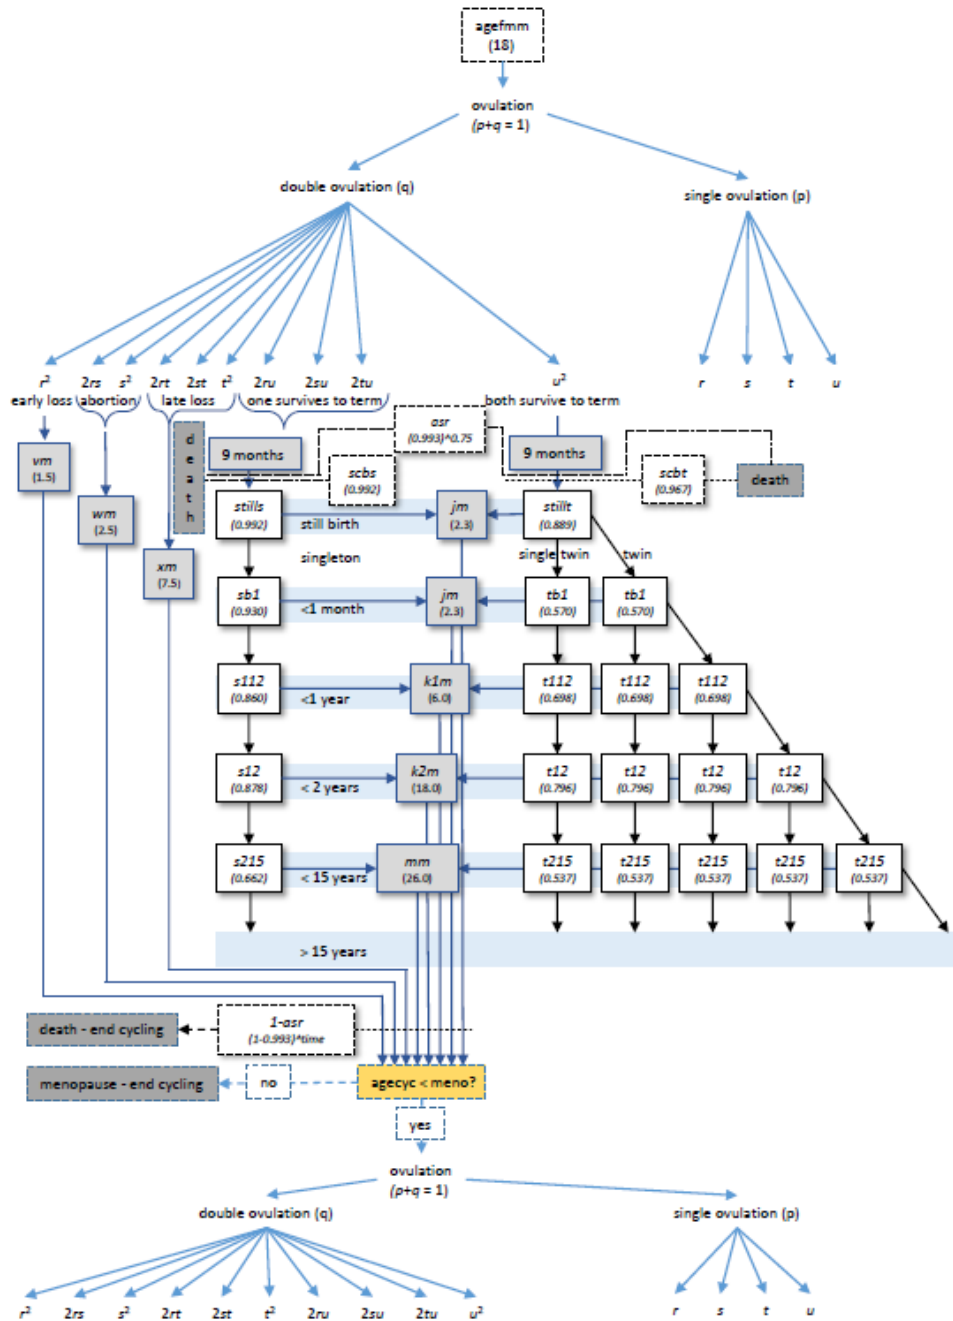 agefmm
(18)
ovulation
(p+q = 1)
double ovulation (q)
single ovulation (p)
r² 2rs s² 2rt 2st t² 2ru 2su 2tu u² r s t u
early loss abortion late loss one survives to term both survive to term
asr
(0.993)^0.75
death
9 months
9 months
vm
(1.5)
scbs
(0.992)
scbt
(0.967)
death
wm
(2.5)
stills
(0.992)
still birth
jm
(2.3)
stillt
(0.889)
xm
(7.5)
singleton
single twin
twin
sb1
(0.930)
<1 month
jm
(2.3)
tb1
(0.570)
tb1
(0.570)
s112
(0.860)
<1 year
k1m
(6.0)
t112
(0.698)
t112
(0.698)
t112
(0.698)
s12
(0.878)
< 2 years
k2m
(18.0)
t12
(0.796)
t12
(0.796)
t12
(0.796)
t12
(0.796)
s215
(0.662)
< 15 years
mm
(26.0)
t215
(0.537)
t215
(0.537)
t215
(0.537)
t215
(0.537)
t215
(0.537)
> 15 years
death - end cycling
1-asr
(1-0.993)^time
menopause - end cycling
no
agecyc < meno?
yes
ovulation
(p+q = 1)
double ovulation (q)
single ovulation (p)
r² 2rs s² 2rt 2st t² 2ru 2su 2tu u² r s t u